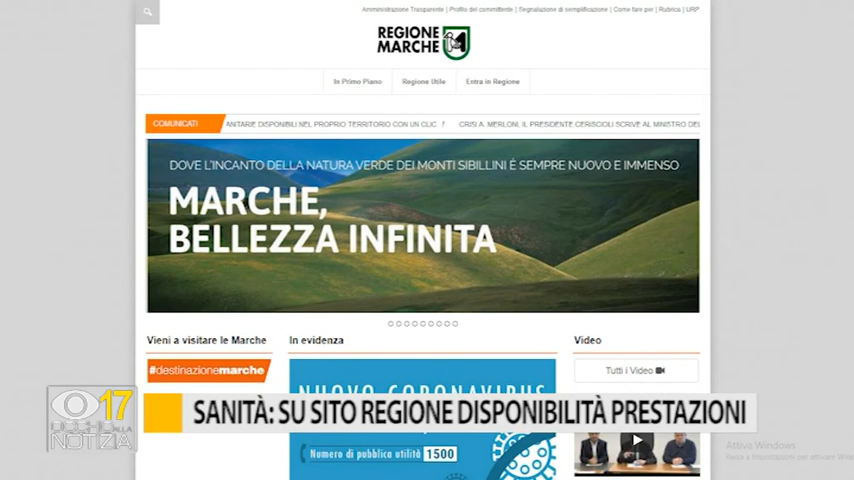 Amministrazione Trasparente | Profilo del committente | Segnalazione di semplificazione | Come fare per | Rubrica | URP
REGIONE
MARCHE
In Primo Piano
Regione Utile
Entra in Regione
COMUNICATI
ANITARIE DISPONIBILI NEL PROPRIO TERRITORIO CON UN CLIC / CRISI A. MERLONI, IL PRESIDENTE CERISCIOLI SCRIVE AL MINISTRO DEL
DOVE L'INCANTO DELLA NATURA VERDE DEI MONTI SIBILLINI È SEMPRE NUOVO E IMMENSO
MARCHE,
BELLEZZA INFINITA
Vieni a visitare le Marche
In evidenza
Video
#destinazionemarche
Tutti i Video
NUOVO CORONAVIRUS
17
OCCHIO ALLA
NOTIZIA
SANITÀ: SU SITO REGIONE DISPONIBILITÀ PRESTAZIONI
Numero di pubblica utilità 1500
Attiva Windows